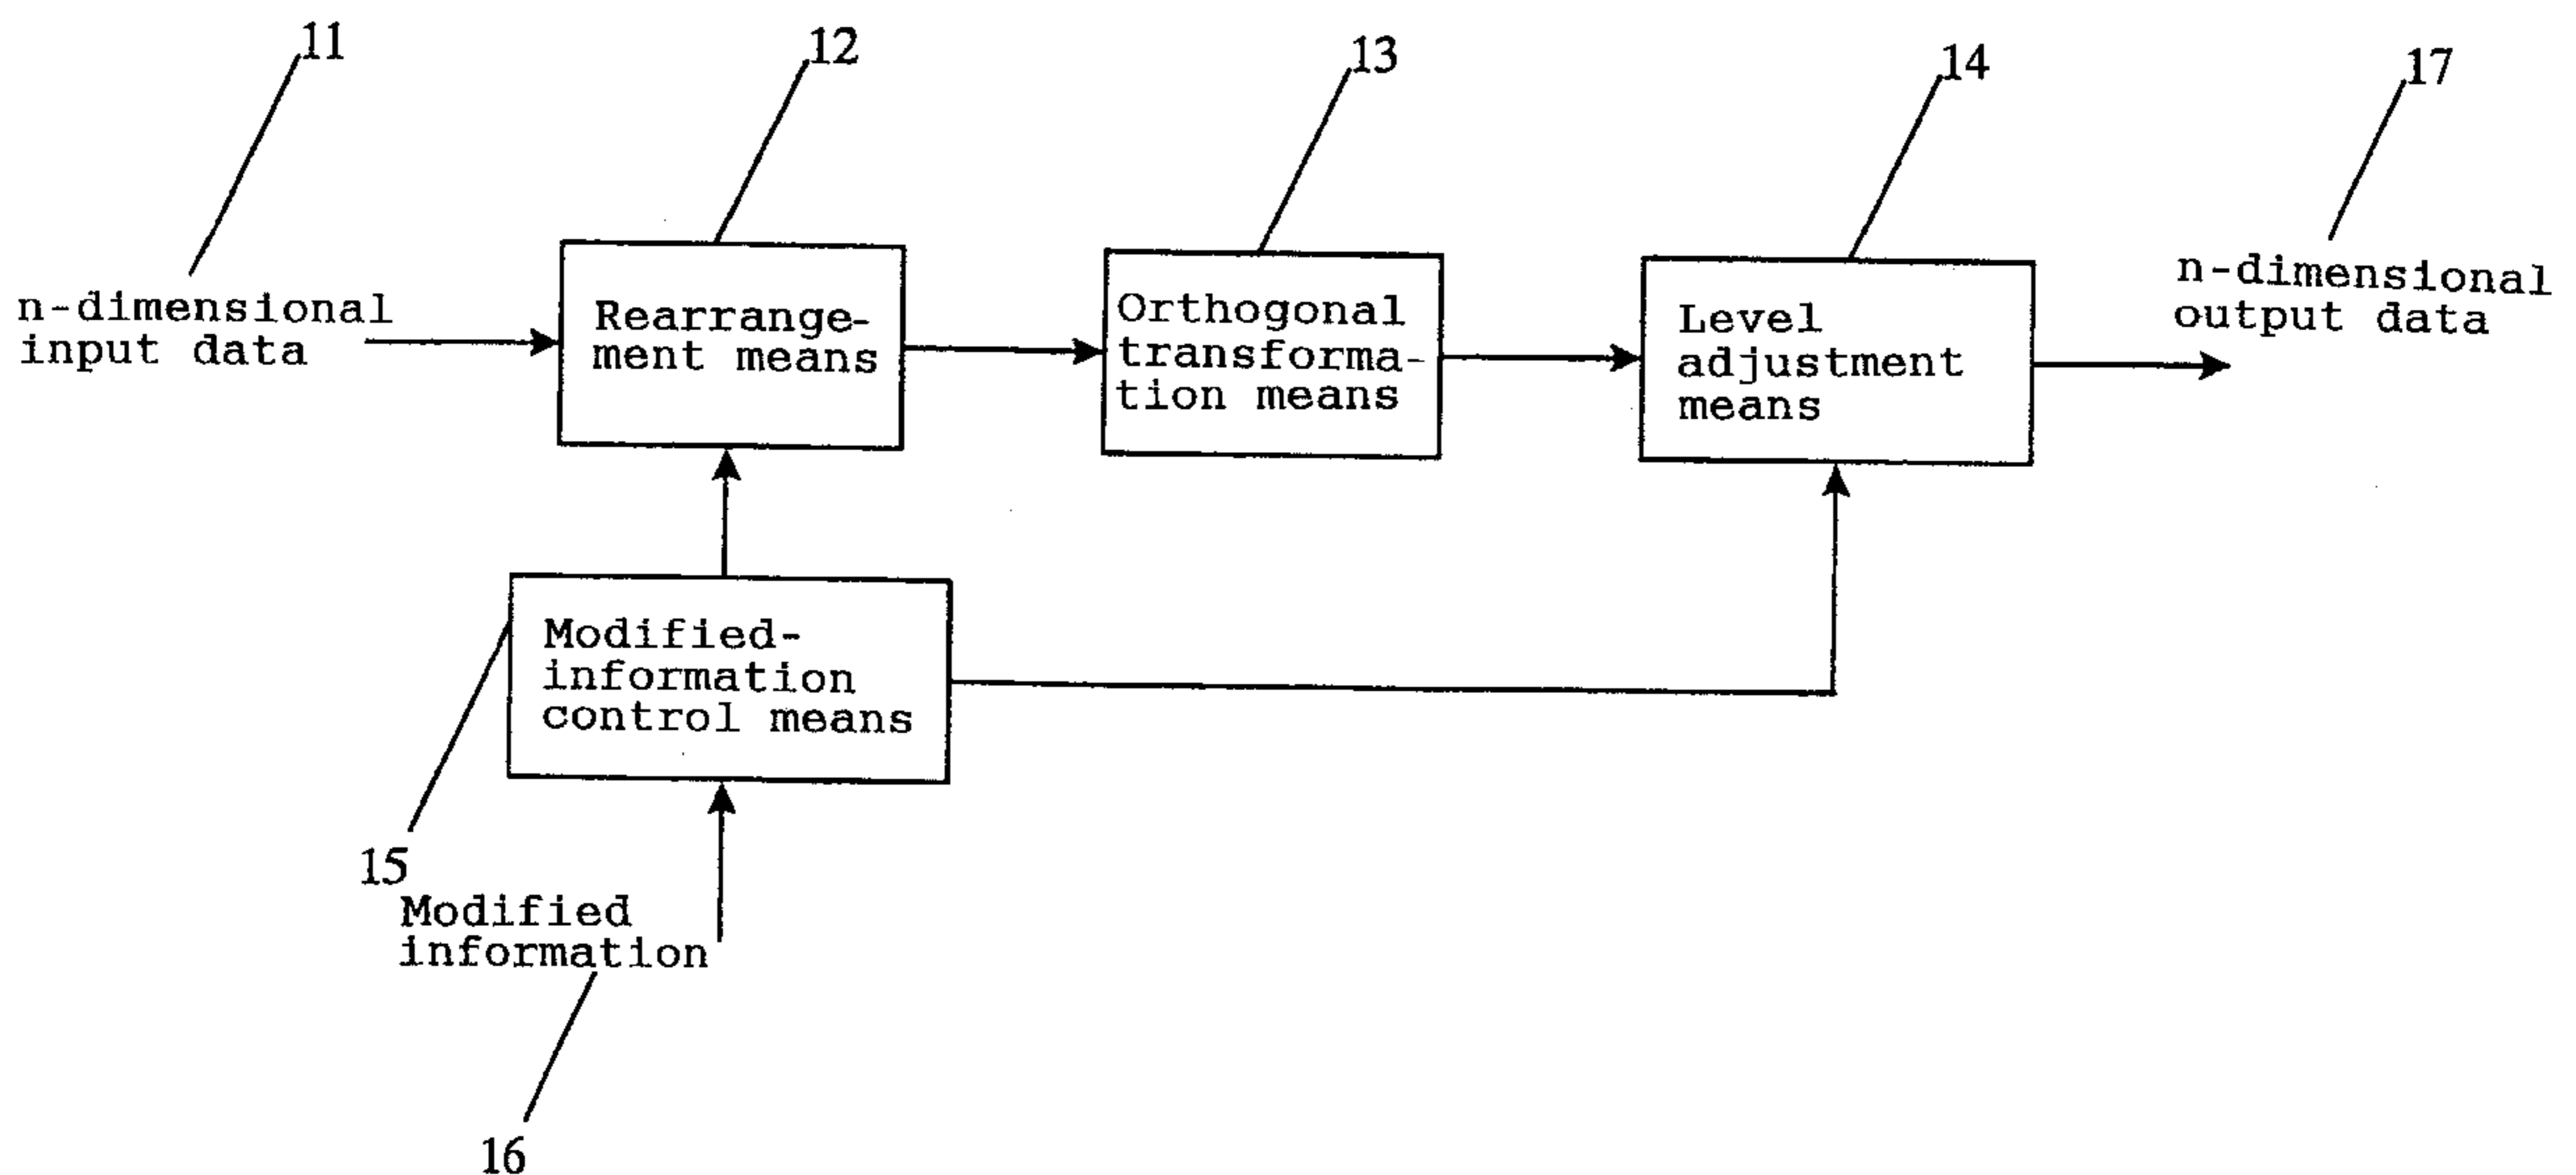 11
12
13
14
17
n-dimensional
input data
Rearrange-
ment means
Orthogonal
transforma-
tion means
Level
adjustment
means
n-dimensional
output data
Modified-
information
control means
15
Modified
information
16